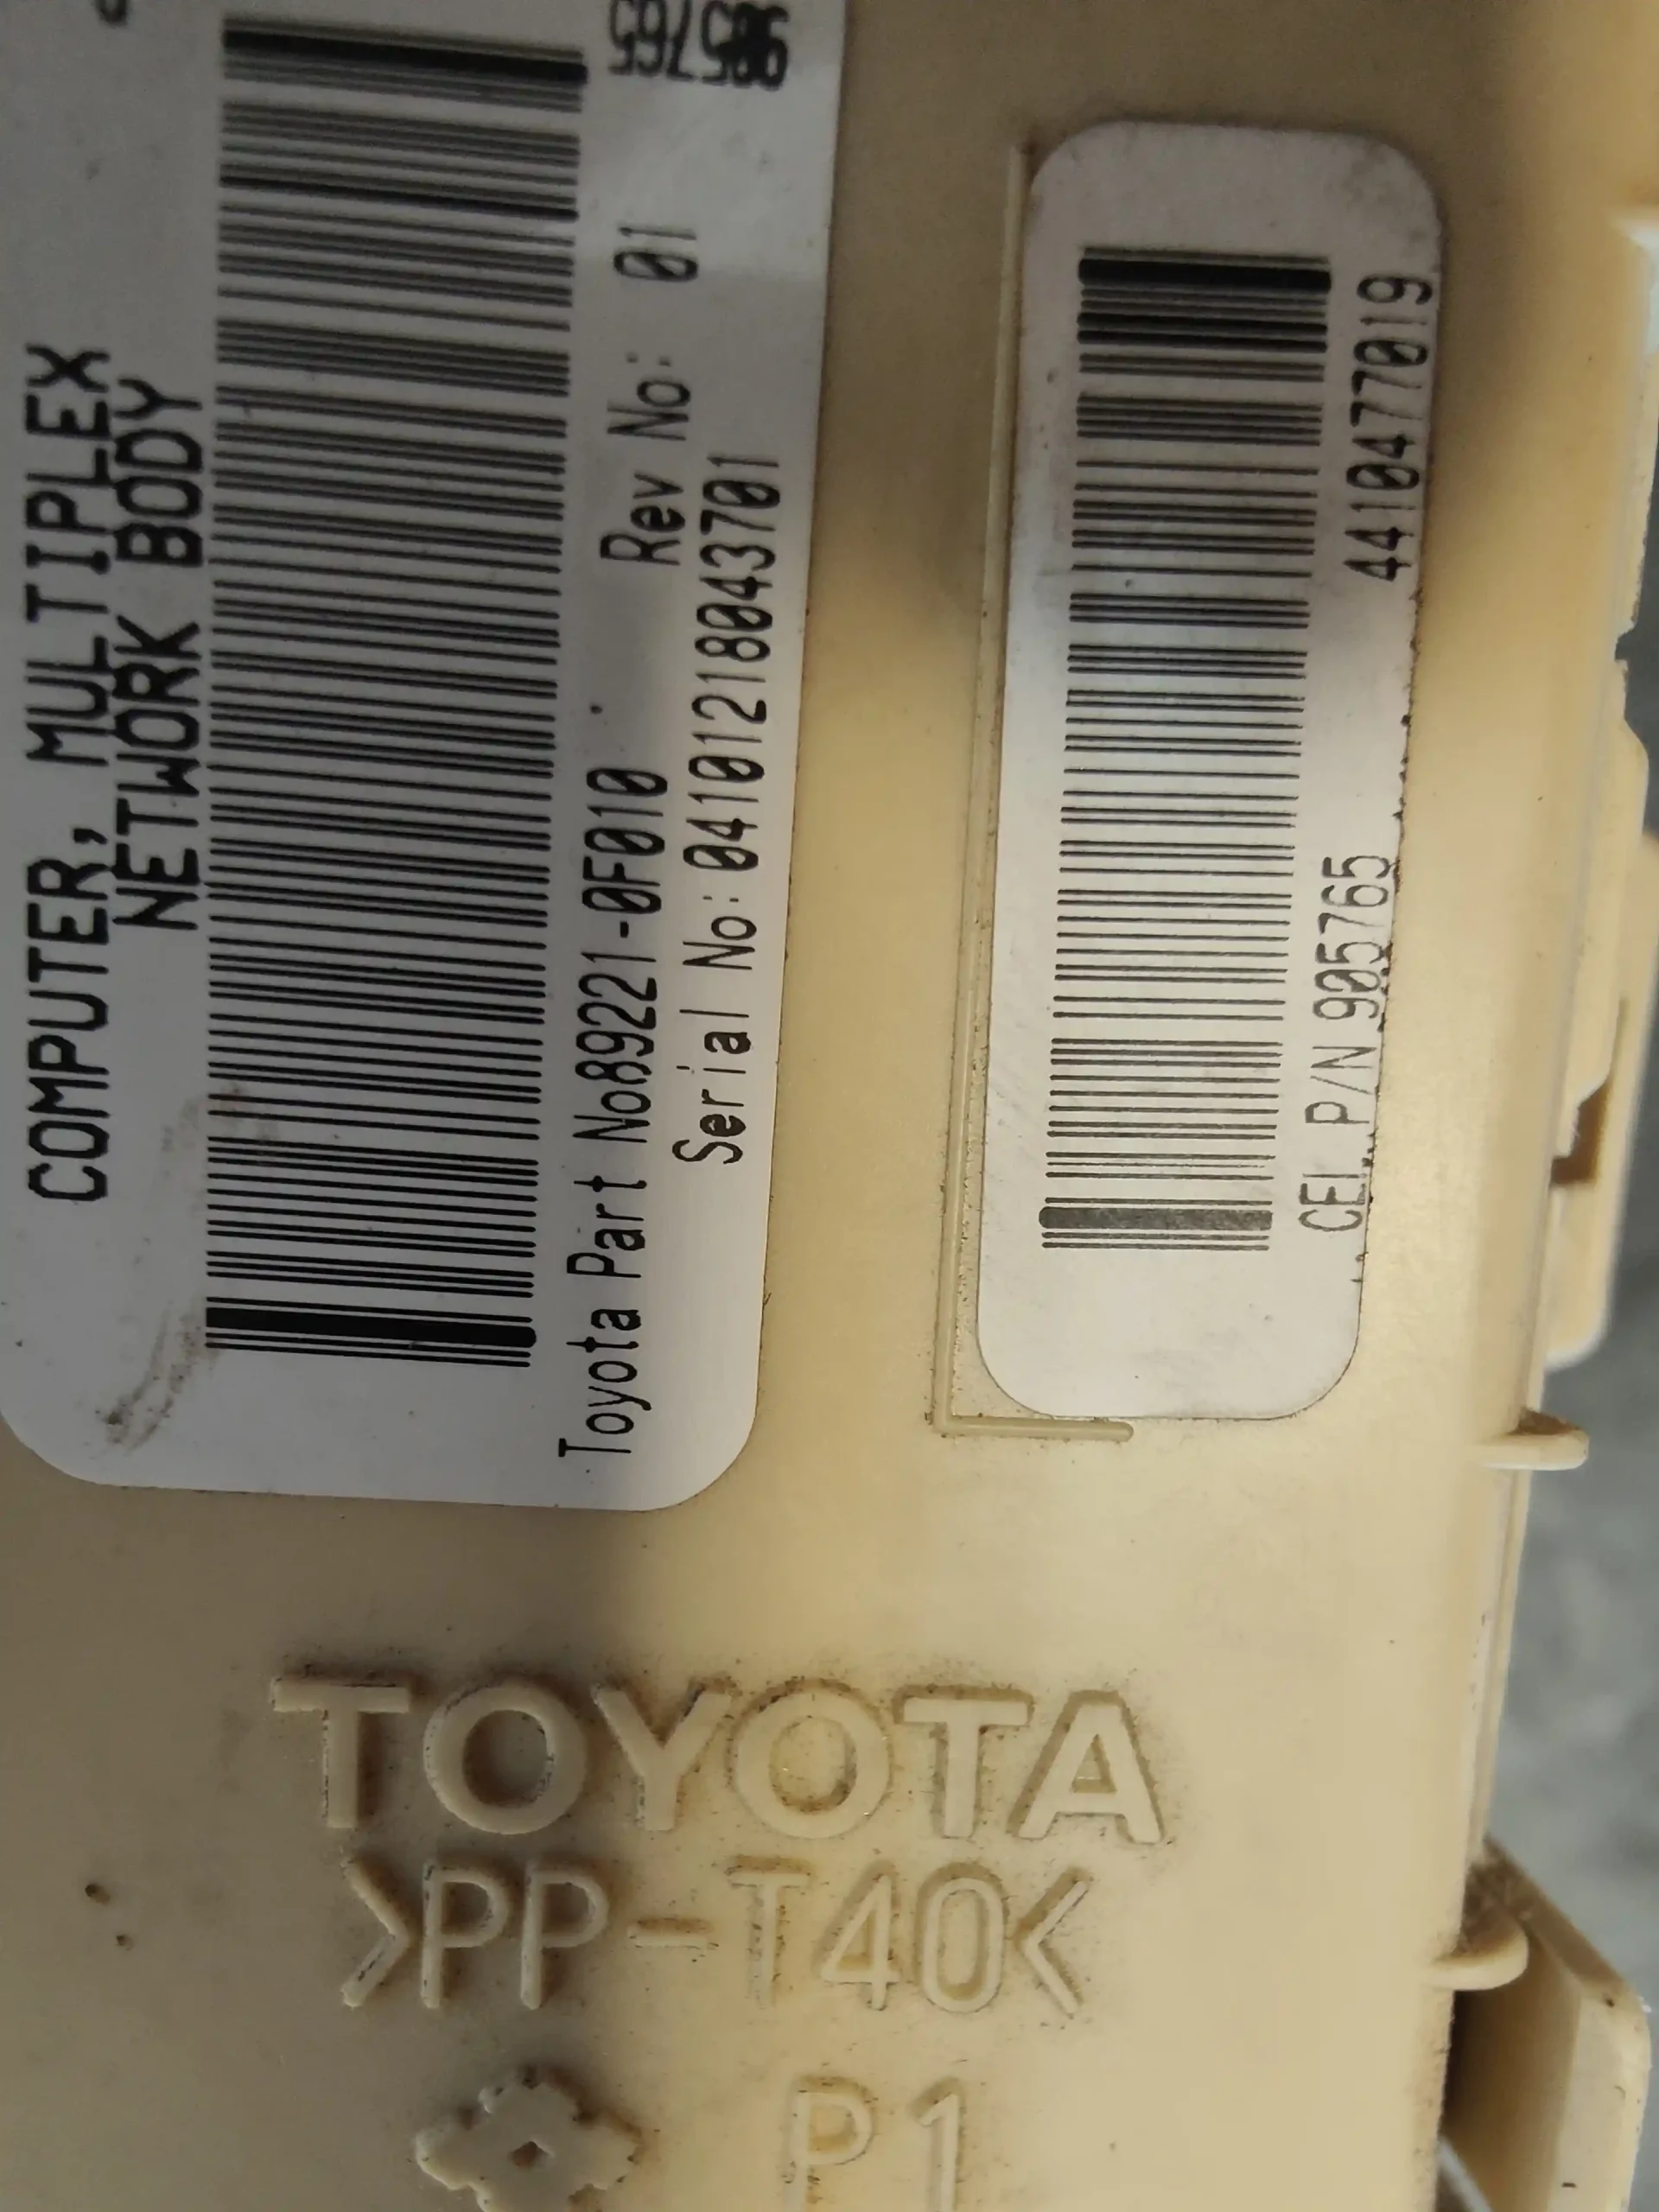 COMPUTER, MULTIPLEX
NETWORK BODY
Toyota Part No89221-0F010 Rev No: 01
Serial No: 04101218043701
CEL P/N 905765 4410477019
TOYOTA
>PP-T40<
P1